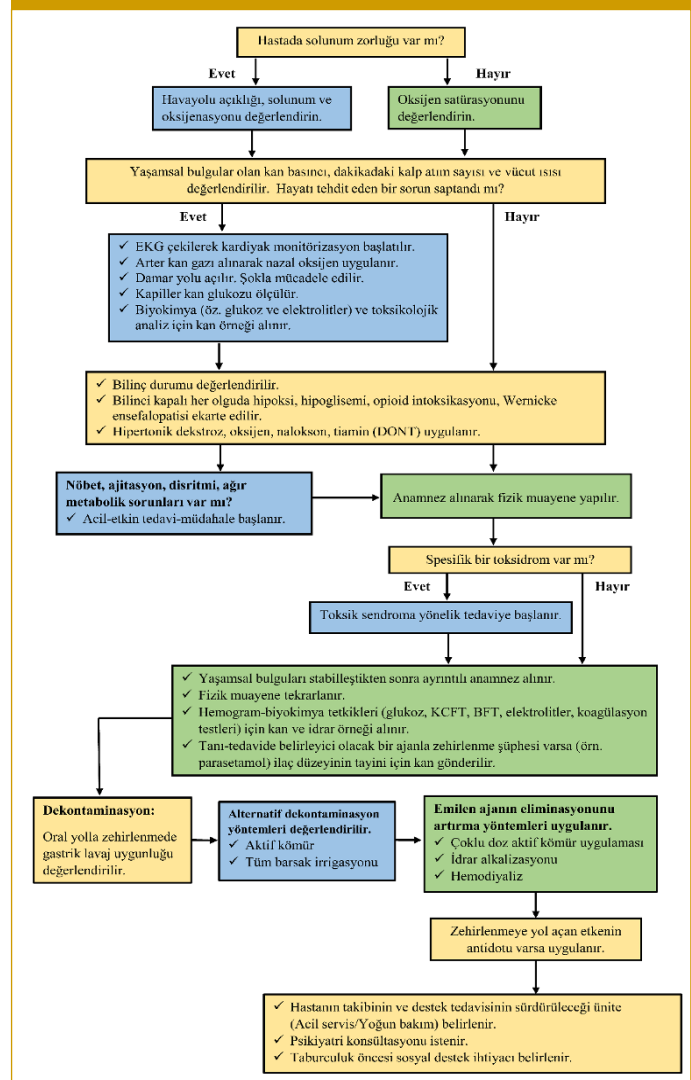 Hastada solunum zorluğu var mı?
Evet
Hayır
Havayolu açıklığı, solunum ve
oksijenasyonu değerlendirin.
Oksijen satürasyonunu
değerlendirin.
Yaşamsal bulgular olan kan basıncı, dakikadaki kalp atım sayısı ve vücut ısısı
değerlendirilir. Hayatı tehdit eden bir sorun saptandı mı?
Evet
Hayır
✓ EKG çekilerek kardiyak monitörizasyon başlatılır.
✓ Arter kan gazı alınarak nazal oksijen uygulanır.
✓ Damar yolu açılır. Şokla mücadele edilir.
✓ Kapiller kan glukozu ölçülür.
✓ Biyokimya (öz. glukoz ve elektrolitler) ve toksikolojik
analiz için kan örneği alınır.
✓ Bilinç durumu değerlendirilir.
✓ Bilinci kapalı her olguda hipoksi, hipoglisemi, opioid intoksikasyonu, Wernicke
ensefalopatisi ekarte edilir.
✓ Hipertonik dekstroz, oksijen, nalokson, tiamin (DONT) uygulanır.
Nöbet, ajitasyon, disritmi, ağır
metabolik sorunları var mı?
✓ Acil-etkin tedavi-müdahale başlanır.
Anamnez alınarak fizik muayene yapılır.
Spesifik bir toksidrom var mı?
Evet
Hayır
Toksik sendroma yönelik tedaviye başlanır.
✓ Yaşamsal bulguları stabilleştikten sonra ayrıntılı anamnez alınır.
✓ Fizik muayene tekrarlanır.
✓ Hemogram-biyokimya tetkikleri (glukoz, KCFT, BFT, elektrolitler, koagülasyon
testleri) için kan ve idrar örneği alınır.
✓ Tanı-tedavide belirleyici olacak bir ajanla zehirlenme şüphesi varsa (örn.
parasetamol) ilaç düzeyinin tayini için kan gönderilir.
Dekontaminasyon:
Oral yolla zehirlenmede
gastrik lavaj uygunluğu
değerlendirilir.
Alternatif dekontaminasyon
yöntemleri değerlendirilir.
✓ Aktif kömür
✓ Tüm barsak irrigasyonu
Emilen ajanın eliminasyonunu
artırma yöntemleri uygulanır.
✓ Çoklu doz aktif kömür uygulaması
✓ İdrar alkalizasyonu
✓ Hemodiyaliz
Zehirlenmeye yol açan etkenin
antidotu varsa uygulanır.
✓ Hastanın takibinin ve destek tedavisinin sürdürüleceği ünite
(Acil servis/Yoğun bakım) belirlenir.
✓ Psikiyatri konsültasyonu istenir.
✓ Taburculuk öncesi sosyal destek ihtiyacı belirlenir.